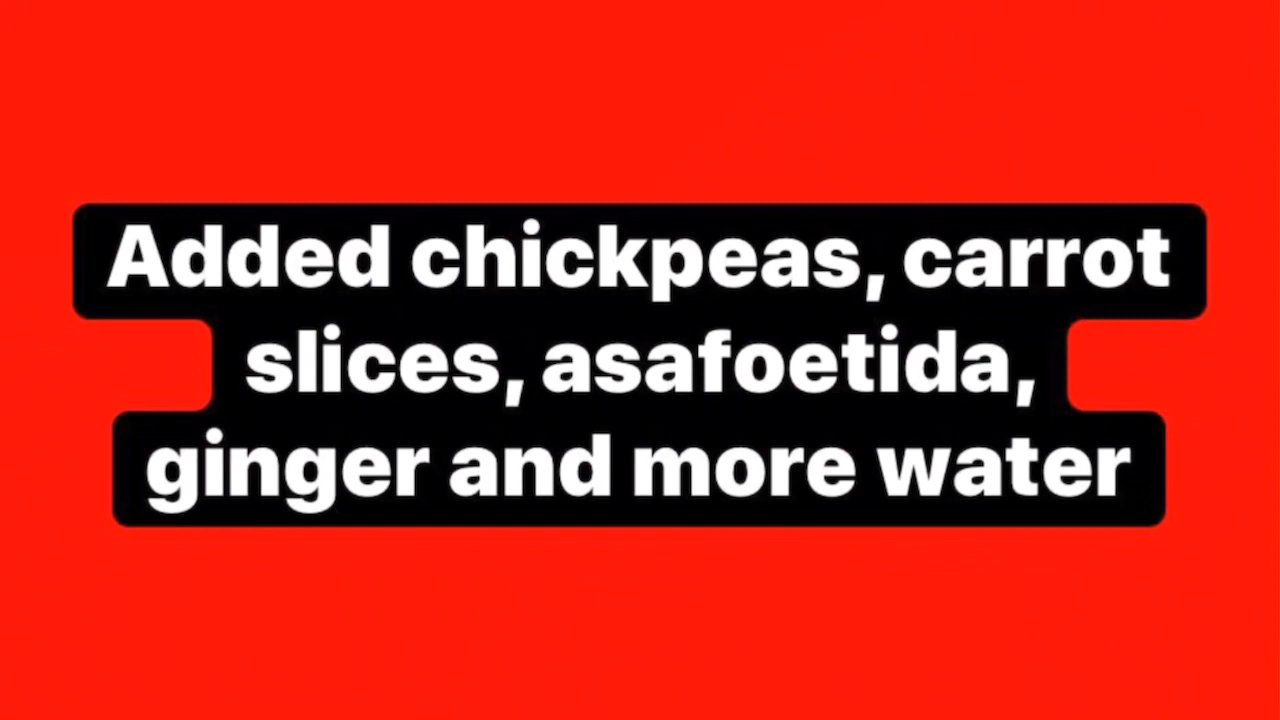 Added chickpeas, carrot
slices, asafoetida,
ginger and more water